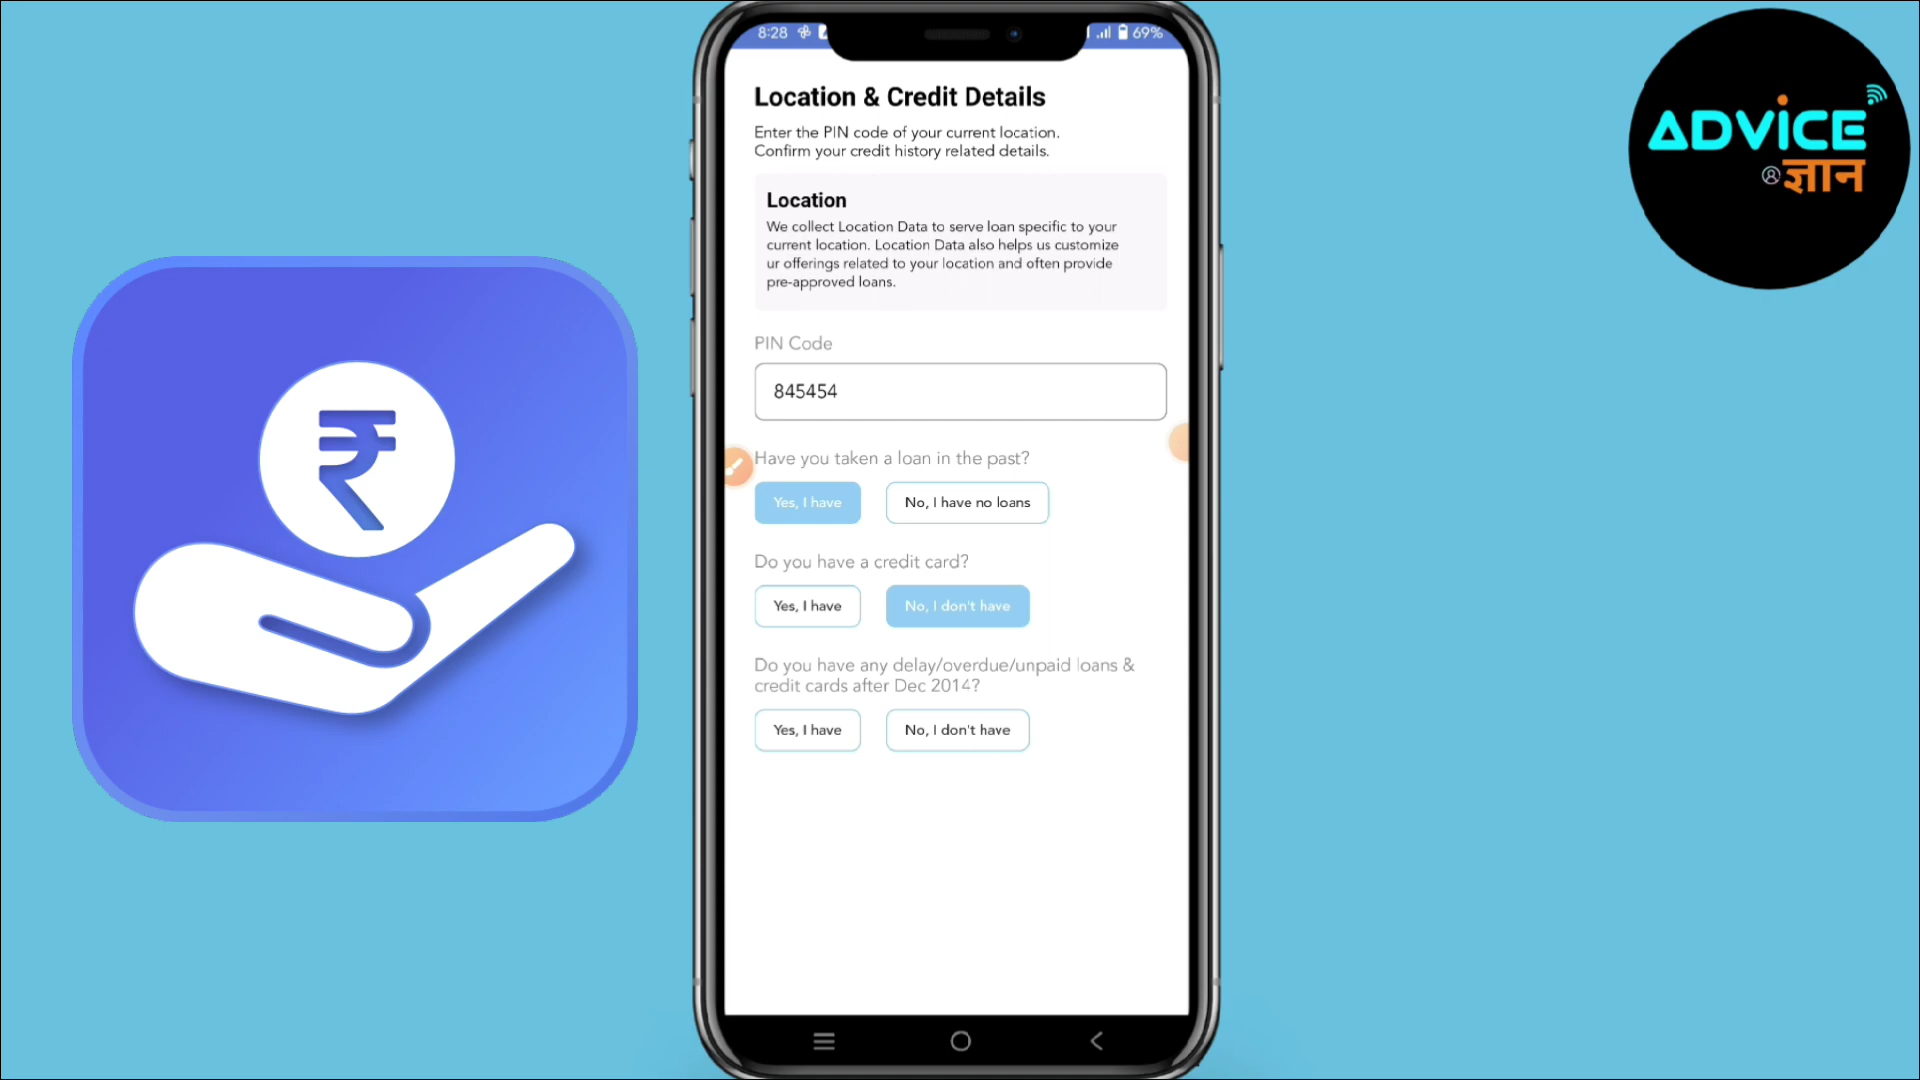 8:28
69%
Location & Credit Details
Enter the PIN code of your current location.
Confirm your credit history related details.
Location
We collect Location Data to serve loan specific to your
current location. Location Data also helps us customize
ur offerings related to your location and often provide
pre-approved loans.
PIN Code
845454
Have you taken a loan in the past?
Yes, I have
No, I have no loans
Do you have a credit card?
Yes, I have
No, I don't have
Do you have any delay/overdue/unpaid loans &
credit cards after Dec 2014?
Yes, I have
No, I don't have
₹
ADVICE
ज्ञान